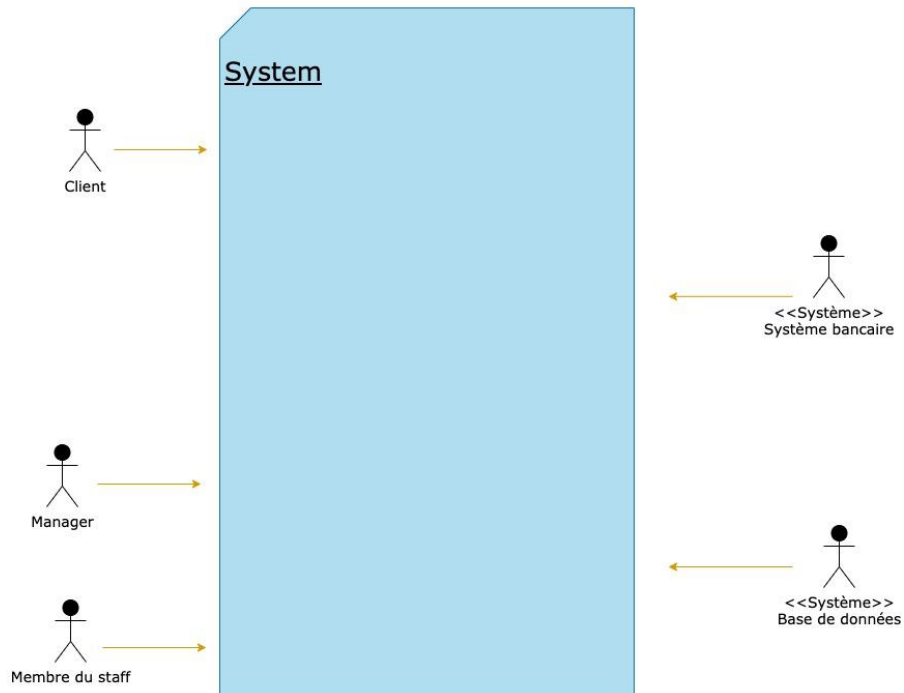 System
Client
<<Système>>
Système bancaire
Manager
<<Système>>
Base de données
Membre du staff